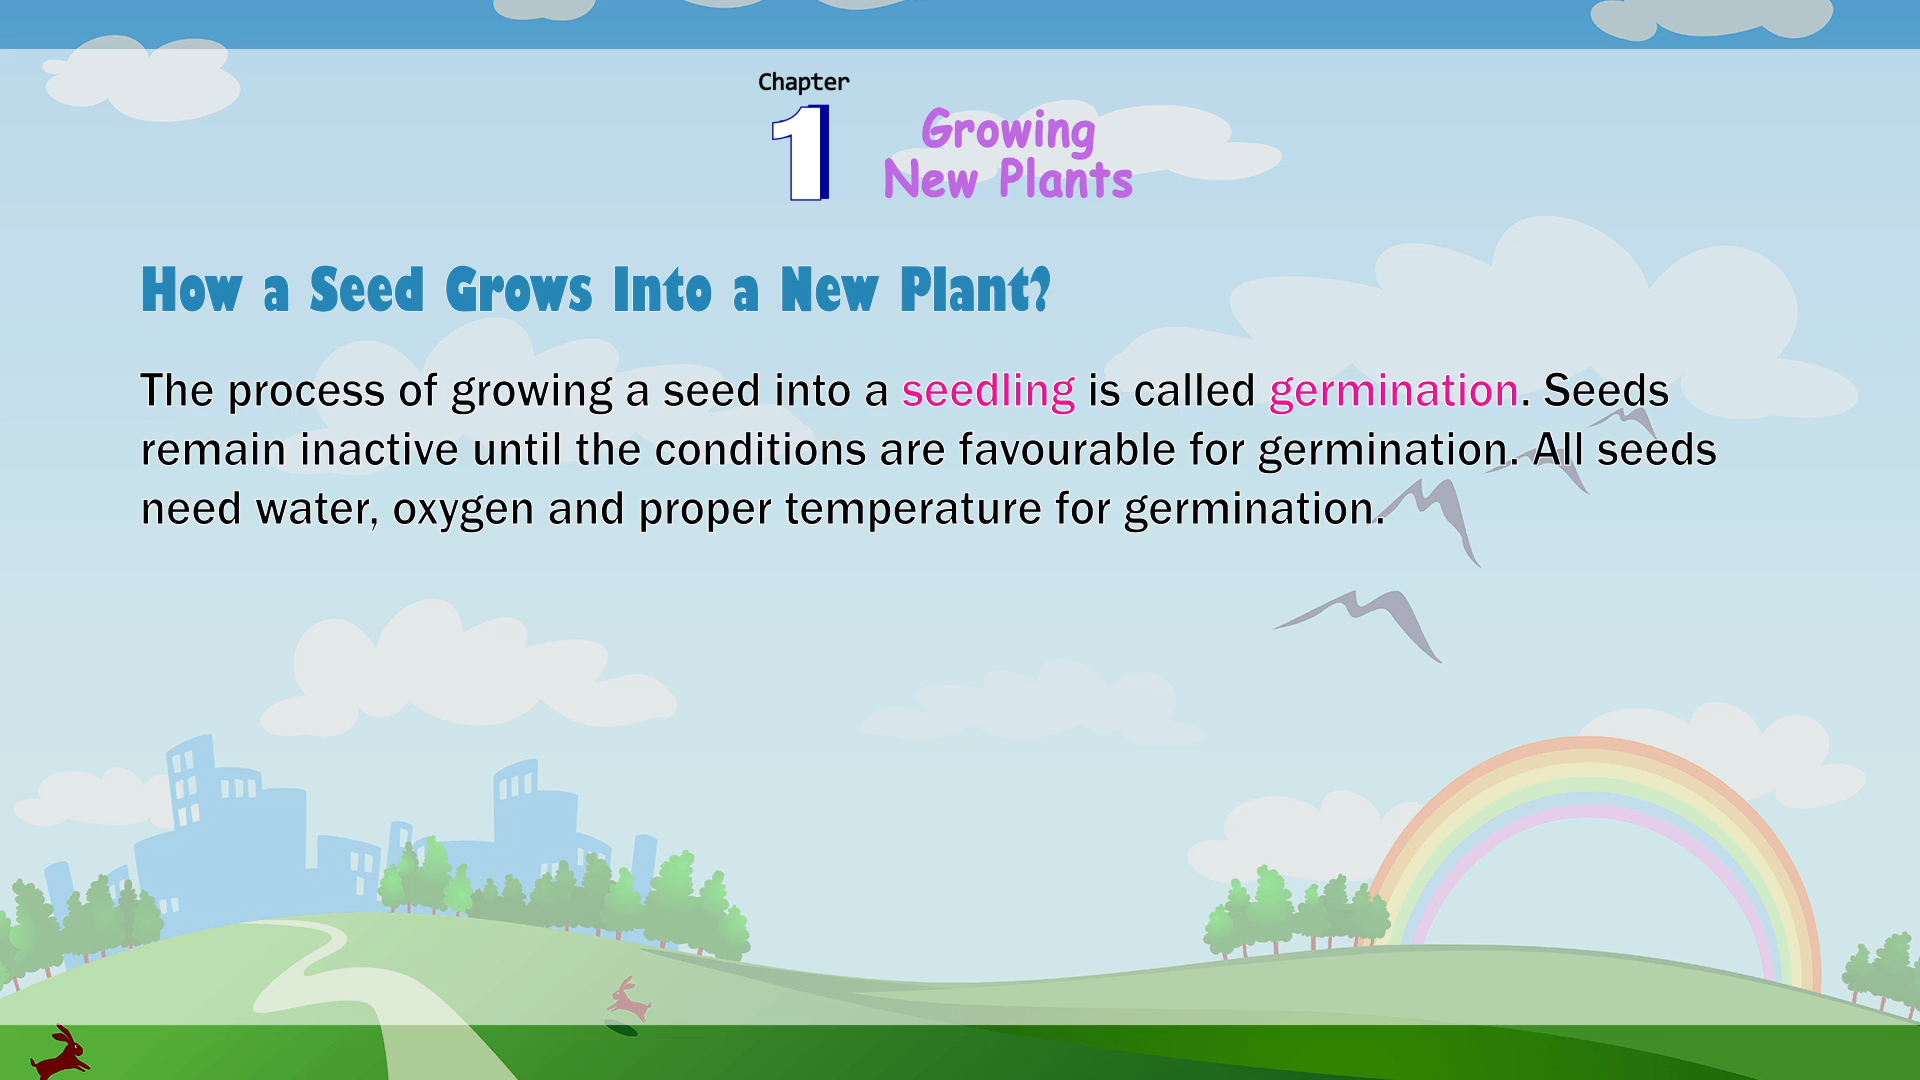 Chapter
1
Growing
New Plants
How a Seed Grows Into a New Plant?
The process of growing a seed into a seedling is called germination. Seeds
remain inactive until the conditions are favourable for germination. All seeds
need water, oxygen and proper temperature for germination.